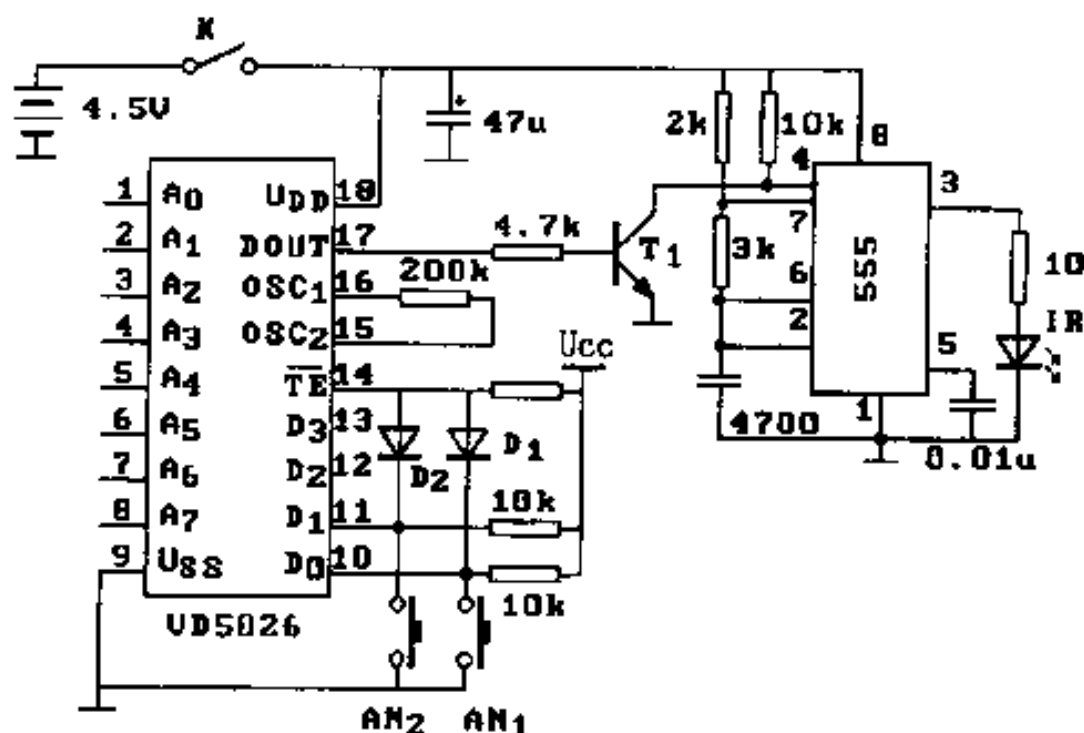 K
4.5V
47u
2k
10k
8
4
3
1 A0
UDD 18
7
2 A1
DOUT 17
4.7k
T1
3k
555
3 A2
OSC1 16
200k
6
10
4 A3
OSC2 15
2
IR
Ucc
5
5 A4
TE 14
4700
1
0.01u
6 A5
D3 13
D2
D1
7 A6
D2 12
8 A7
D1 11
10k
9 USS
D0 10
10k
VD5026
AN2
AN1